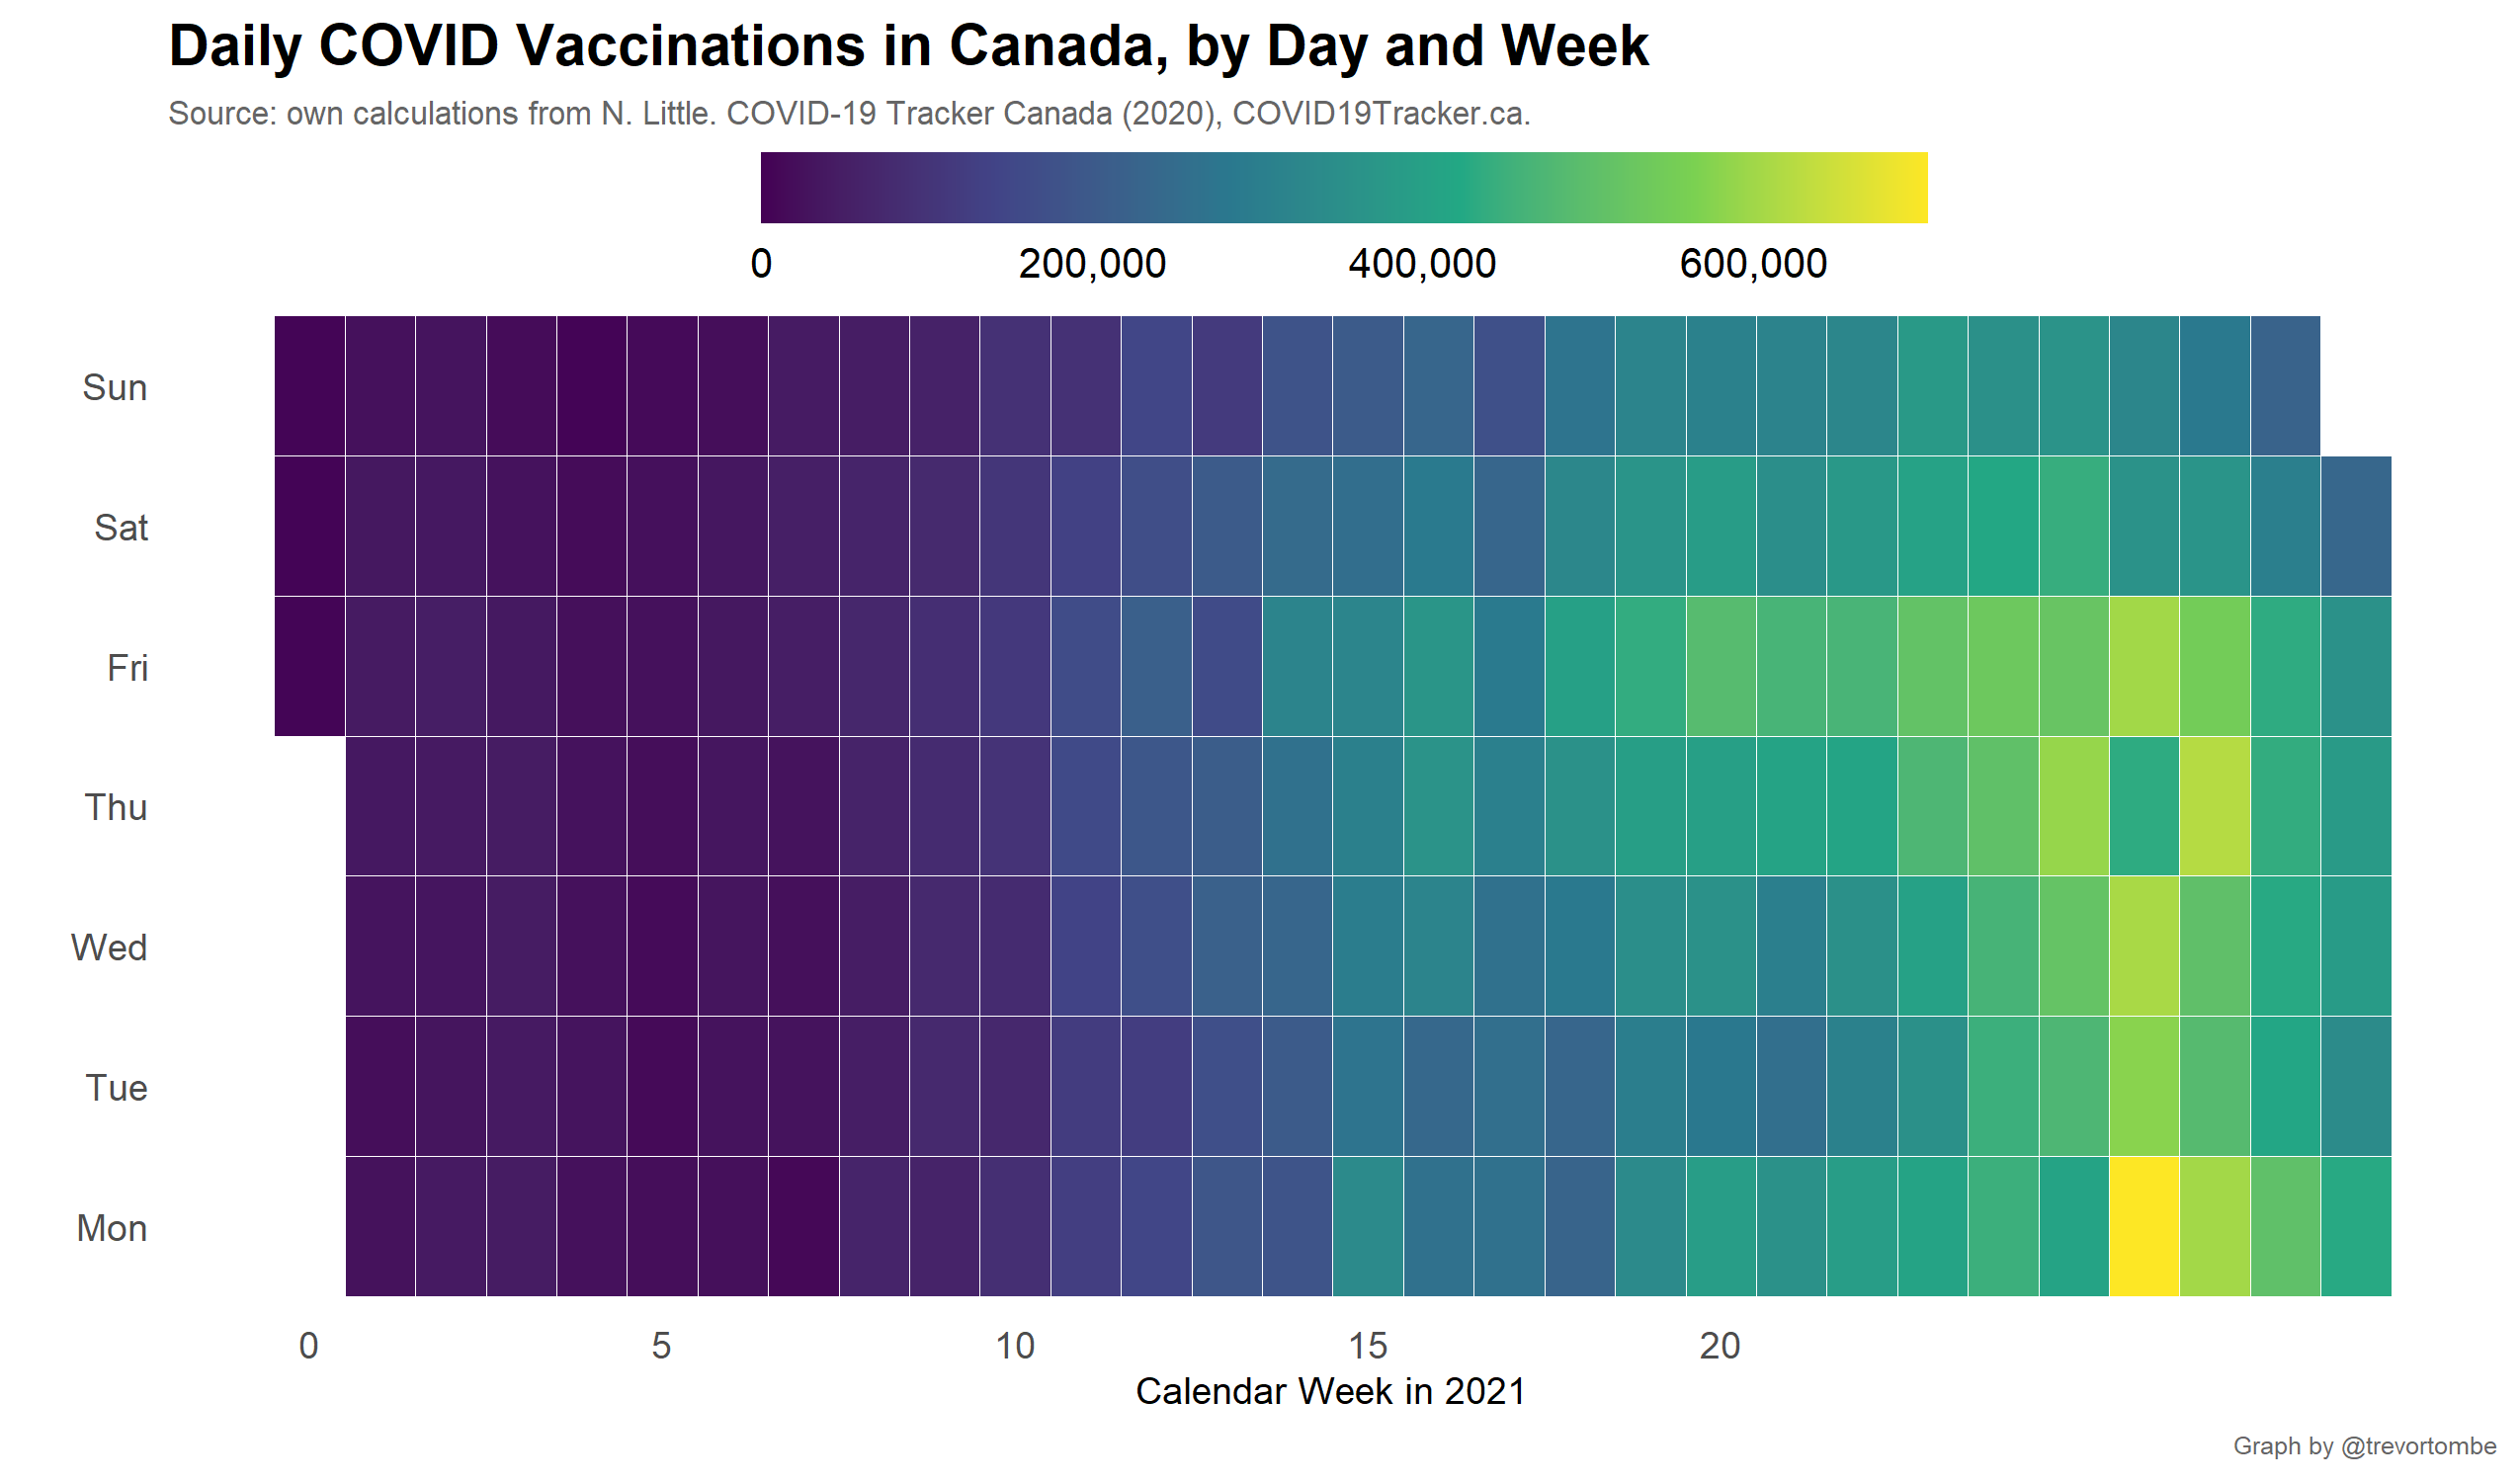 Daily COVID Vaccinations in Canada, by Day and Week
Source: own calculations from N. Little. COVID-19 Tracker Canada (2020), COVID19Tracker.ca.
0 200,000 400,000 600,000
Sun
Sat
Fri
Thu
Wed
Tue
Mon
0 5 10 15 20
Calendar Week in 2021
Graph by @trevortombe